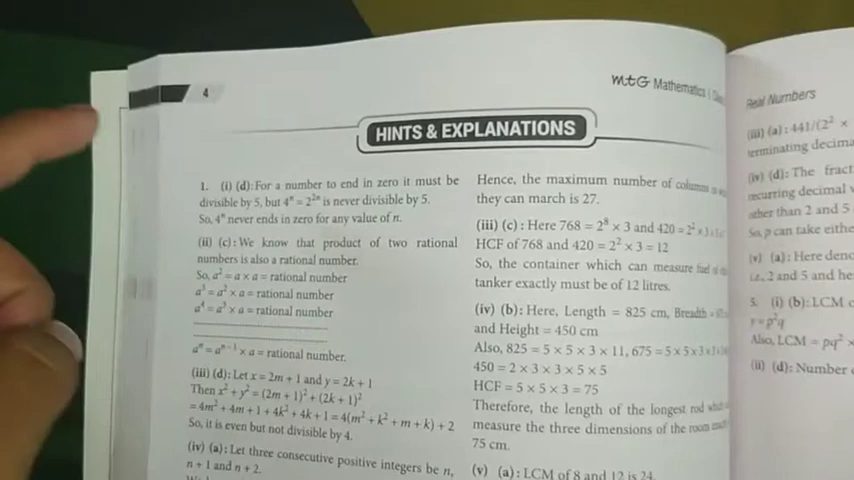 4
mtG Mathematics
HINTS & EXPLANATIONS
1. (i) (d): For a number to end in zero it must be
divisible by 5, but 4ⁿ = 2²ⁿ is never divisible by 5.
So, 4ⁿ never ends in zero for any value of n.
(ii) (c): We know that product of two rational
numbers is also a rational number.
So, a² = a × a = rational number
a³ = a² × a = rational number
a⁴ = a³ × a = rational number
aⁿ = aⁿ⁻¹ × a = rational number.
(iii) (d): Let x = 2m + 1 and y = 2k + 1
Then x² + y² = (2m + 1)² + (2k + 1)²
= 4m² + 4m + 1 + 4k² + 4k + 1 = 4(m² + k² + m + k) + 2
So, it is even but not divisible by 4.
(iv) (a): Let three consecutive positive integers be n,
n + 1 and n + 2.
Hence, the maximum number of columns
they can march is 27.
(iii) (c): Here 768 = 2⁸ × 3 and 420 = 2² × 3 ×
HCF of 768 and 420 = 2² × 3 = 12
So, the container which can measure fuel
tanker exactly must be of 12 litres.
(iv) (b): Here, Length = 825 cm, Breadth =
and Height = 450 cm
Also, 825 = 5 × 5 × 3 × 11, 675 = 5 × 5 × 3 ×
450 = 2 × 3 × 3 × 5 × 5
HCF = 5 × 5 × 3 = 75
Therefore, the length of the longest rod which
measure the three dimensions of the room
75 cm.
(v) (a): LCM of 8 and 12 is 24.
Real Numbers
(iii) (a): 441/(2² ×
terminating decima
(iv) (d): The fract
recurring decimal
other than 2 and 5
So, p can take eithe
(v) (a): Here deno
i.e., 2 and 5 and he
5. (i) (b): LCM
y = p²q
Also, LCM = pq² ×
(ii) (d): Number